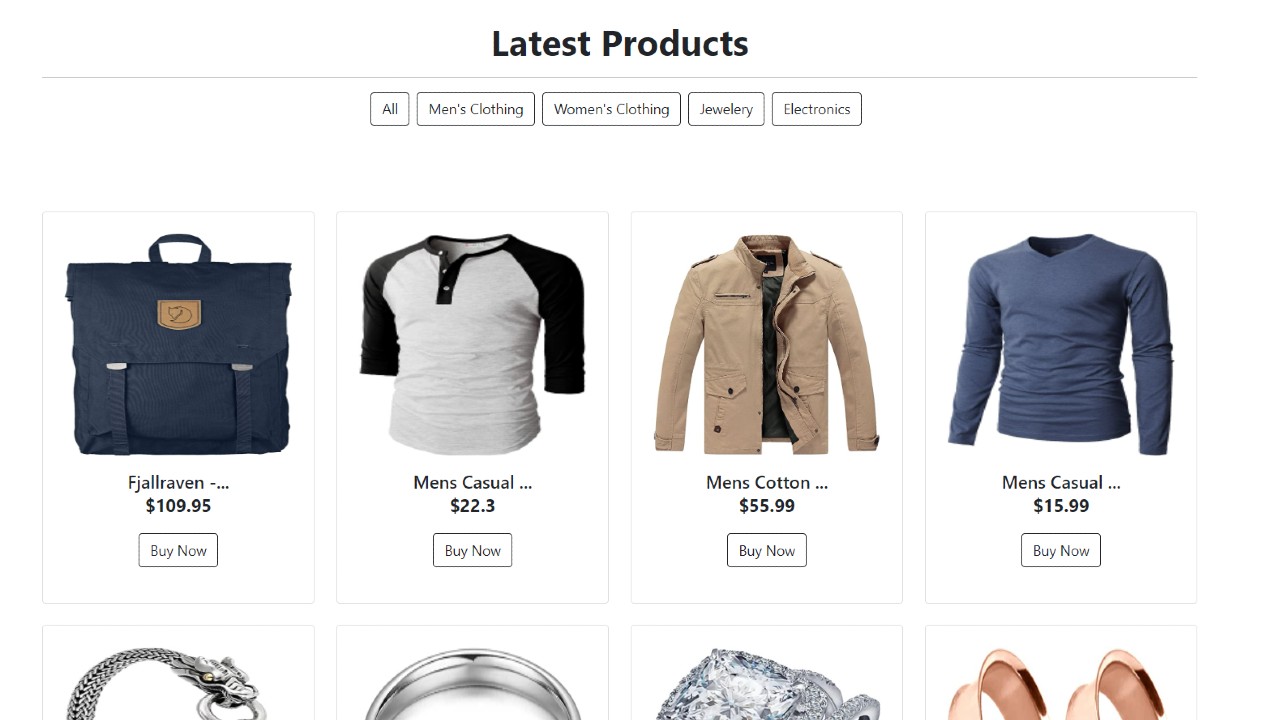 Latest Products
All
Men's Clothing
Women's Clothing
Jewelery
Electronics
Fjallraven -...
$109.95
Buy Now
Mens Casual ...
$22.3
Buy Now
Mens Cotton ...
$55.99
Buy Now
Mens Casual ...
$15.99
Buy Now